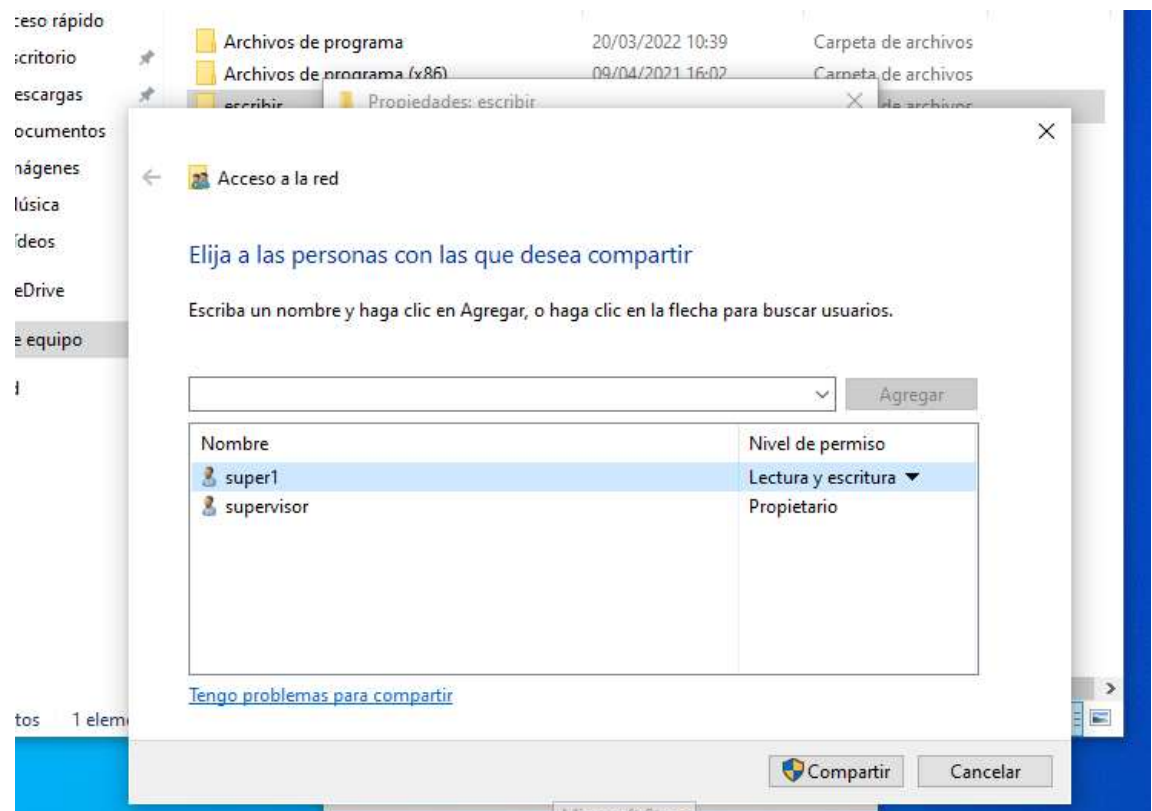 ceso rápido
scritorio
escargas
ocumentos
nágenes
lúsica
ídeos
eDrive
e equipo
d
Archivos de programa 20/03/2022 10:39 Carpeta de archivos
Archivos de programa (x86) 09/04/2021 16:02 Carpeta de archivos
escribir Propiedades: escribir de archivos
Acceso a la red
Elija a las personas con las que desea compartir
Escriba un nombre y haga clic en Agregar, o haga clic en la flecha para buscar usuarios.
Agregar
Nombre Nivel de permiso
super1 Lectura y escritura
supervisor Propietario
Tengo problemas para compartir
tos 1 elem
Compartir Cancelar